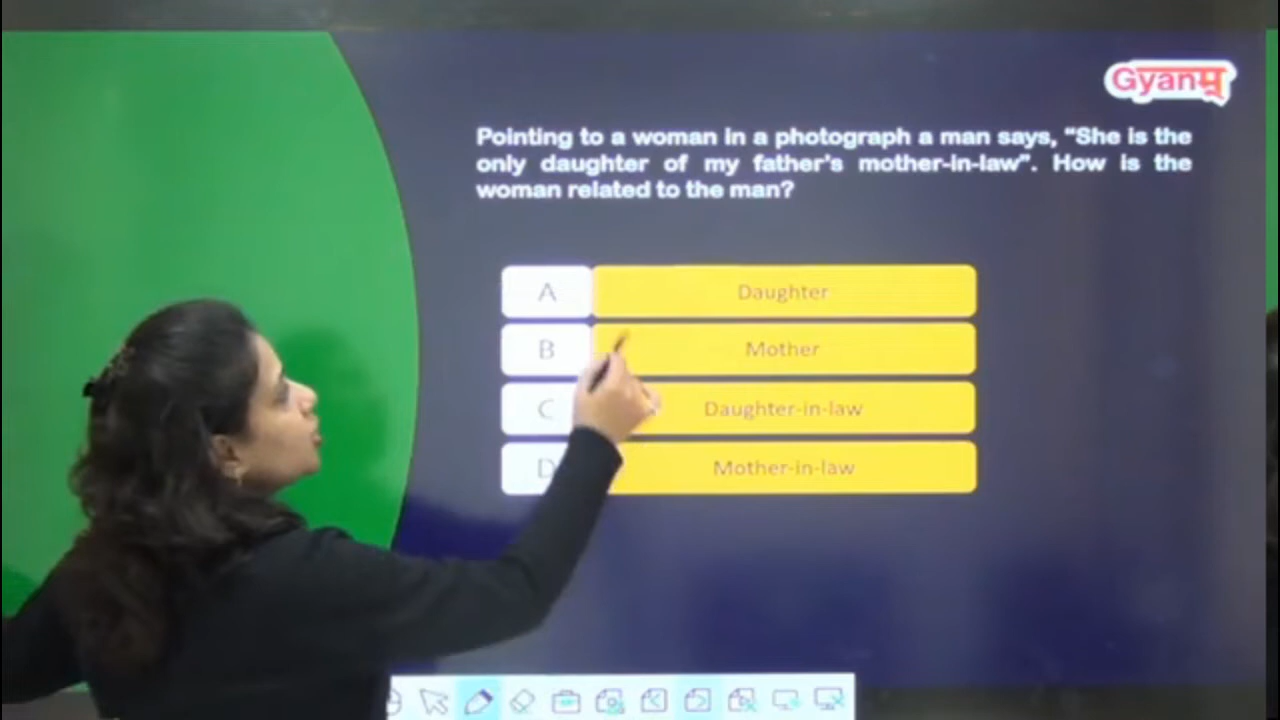 Gyanम्
Pointing to a woman in a photograph a man says, “She is the
only daughter of my father's mother-in-law”. How is the
woman related to the man?
A Daughter
B Mother
C Daughter-in-law
D Mother-in-law